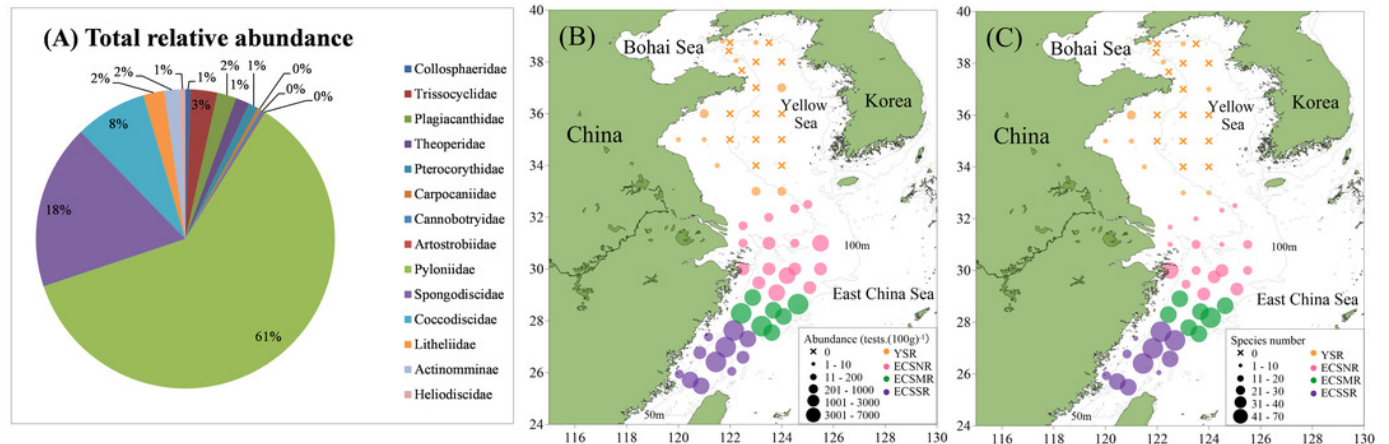 (A) Total relative abundance
2%
2%
1%
1%
2%
1%
1%
0%
0%
0%
3%
8%
18%
61%
Collosphaeridae
Trissocyclidae
Plagiacanthidae
Theoperidae
Pterocorythidae
Carpocaniidae
Cannobotryidae
Artostrobiidae
Pyloniidae
Spongodiscidae
Coccodiscidae
Litheliidae
Actinomminae
Heliodiscidae
(B)
40
38
36
34
32
30
28
26
24
115
116
118
120
122
124
126
128
130
Bohai Sea
Yellow
Sea
Korea
China
100m
East China Sea
50m
Abundance (tests.(100g)⁻¹)
0
1 - 10
11 - 200
201 - 1000
1001 - 3000
3001 - 7000
YSR
ECSNR
ECSMR
ECSSR
(C)
40
38
36
34
32
30
28
26
24
115
116
118
120
122
124
126
128
130
Bohai Sea
Yellow
Sea
Korea
China
100m
East China Sea
50m
Species number
0
1 - 10
11 - 20
21 - 30
31 - 40
41 - 70
YSR
ECSNR
ECSMR
ECSSR